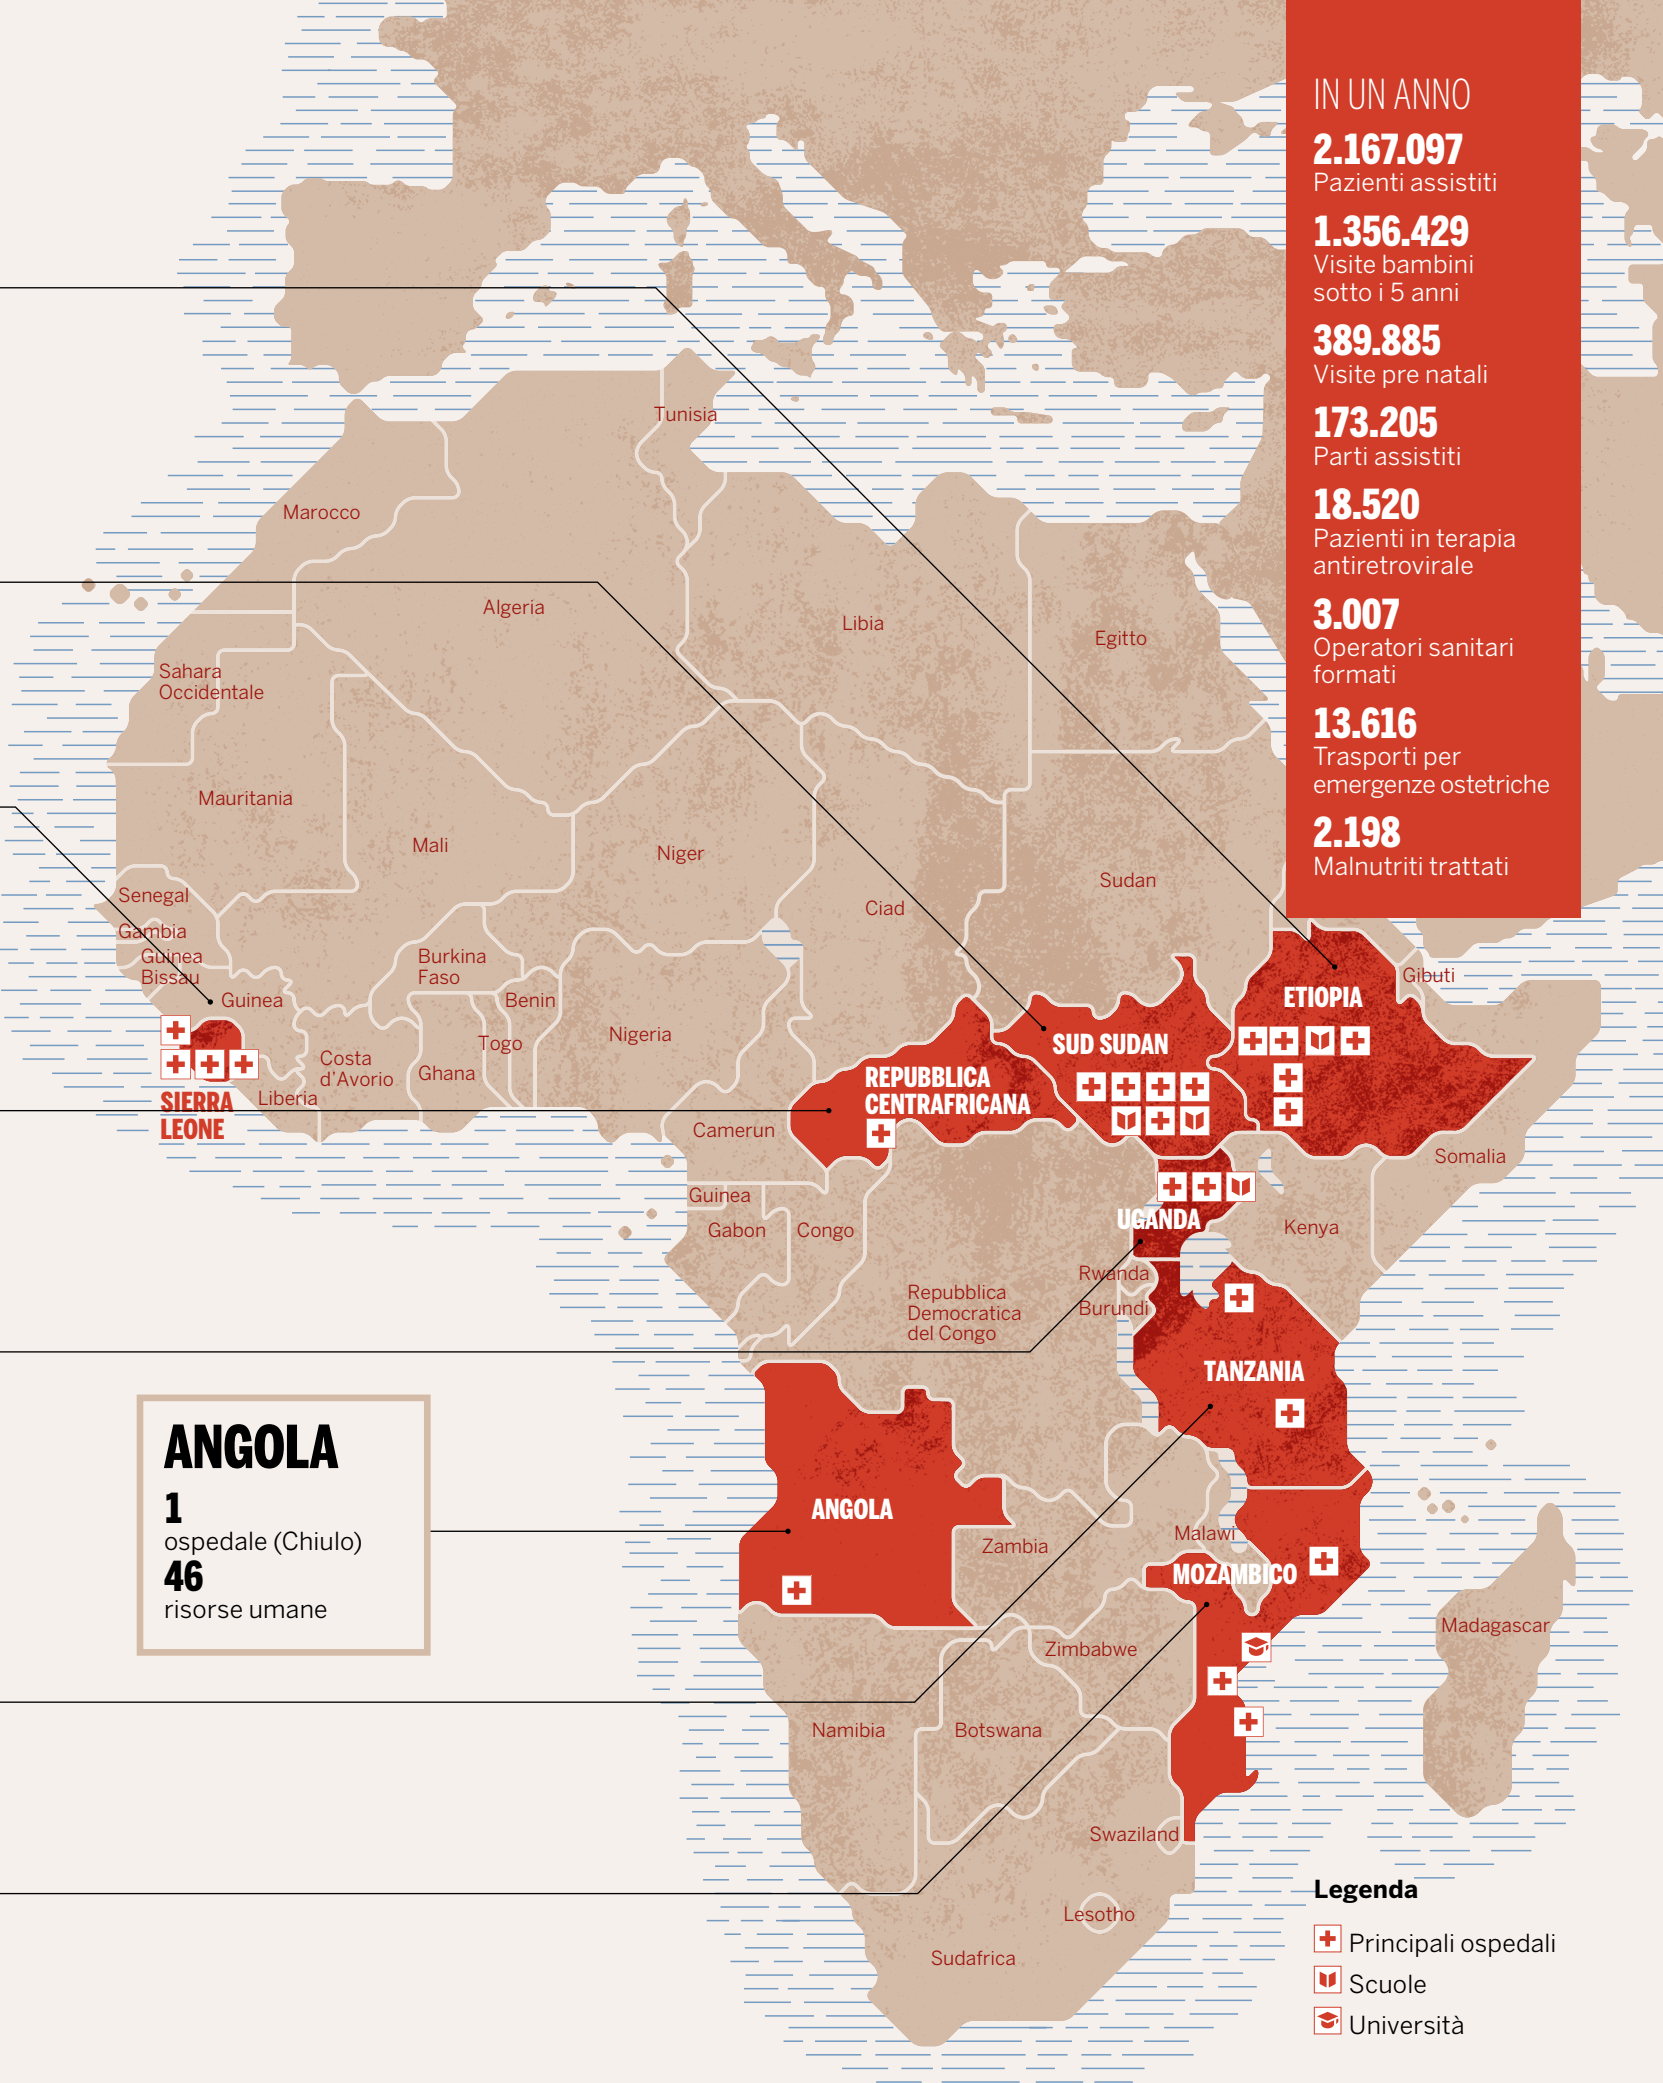 IN UN ANNO
2.167.097
Pazienti assistiti
1.356.429
Visite bambini
sotto i 5 anni
389.885
Visite pre natali
173.205
Parti assistiti
18.520
Pazienti in terapia
antiretrovirale
3.007
Operatori sanitari
formati
13.616
Trasporti per
emergenze ostetriche
2.198
Malnutriti trattati
Tunisia
Marocco
Algeria
Libia
Egitto
Sahara
Occidentale
Mauritania
Mali
Niger
Ciad
Sudan
Senegal
Gambia
Guinea
Bissau
Guinea
Burkina
Faso
Benin
Togo
Ghana
Costa
d'Avorio
Liberia
Nigeria
SIERRA
LEONE
Gibuti
ETIOPIA
SUD SUDAN
REPUBBLICA
CENTRAFRICANA
Camerun
Somalia
Guinea
Gabon
Congo
UGANDA
Kenya
Rwanda
Burundi
Repubblica
Democratica
del Congo
TANZANIA
ANGOLA
1
ospedale (Chiulo)
46
risorse umane
ANGOLA
Zambia
Malawi
MOZAMBICO
Madagascar
Zimbabwe
Namibia
Botswana
Swaziland
Lesotho
Sudafrica
Legenda
Principali ospedali
Scuole
Università